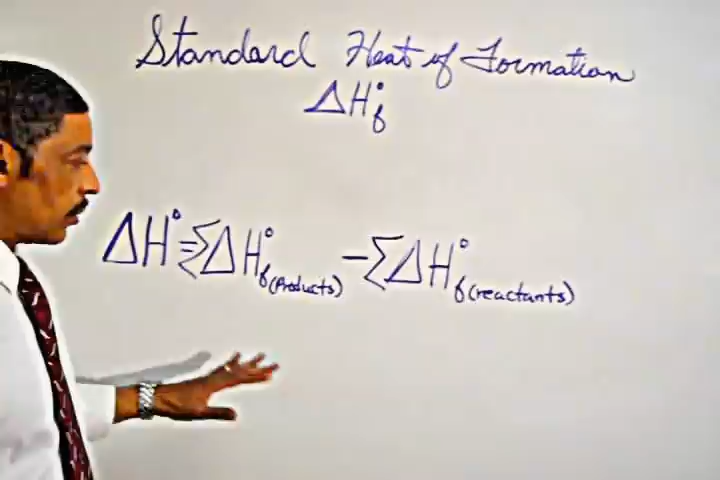 Standard Heat of Formation
ΔH°f
ΔH° = ΣΔH°f(Products) - ΣΔH°f(reactants)